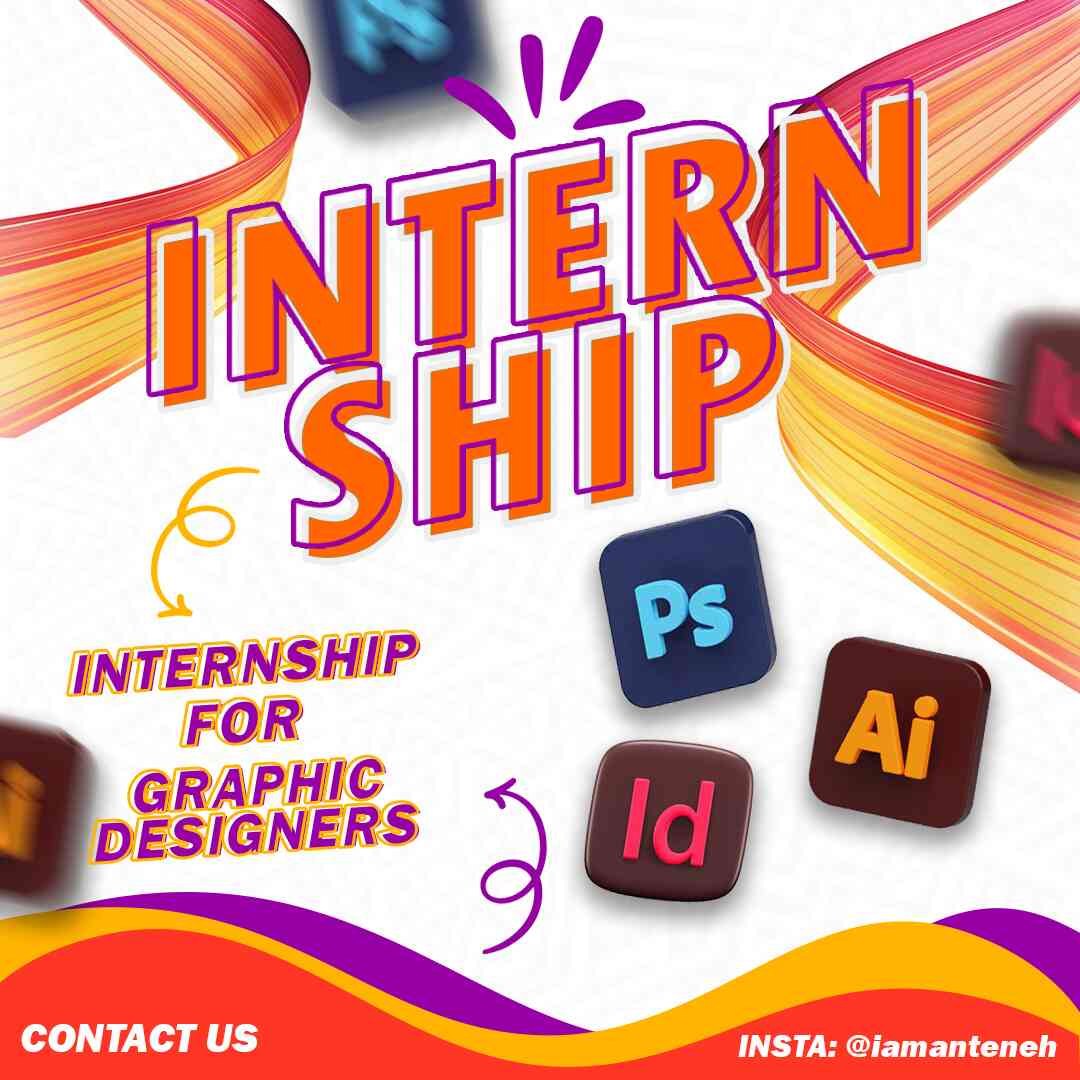 INTERN
SHIP
Ps
Ai
Id
INTERNSHIP
FOR
GRAPHIC
DESIGNERS
CONTACT US
INSTA: @iamanteneh